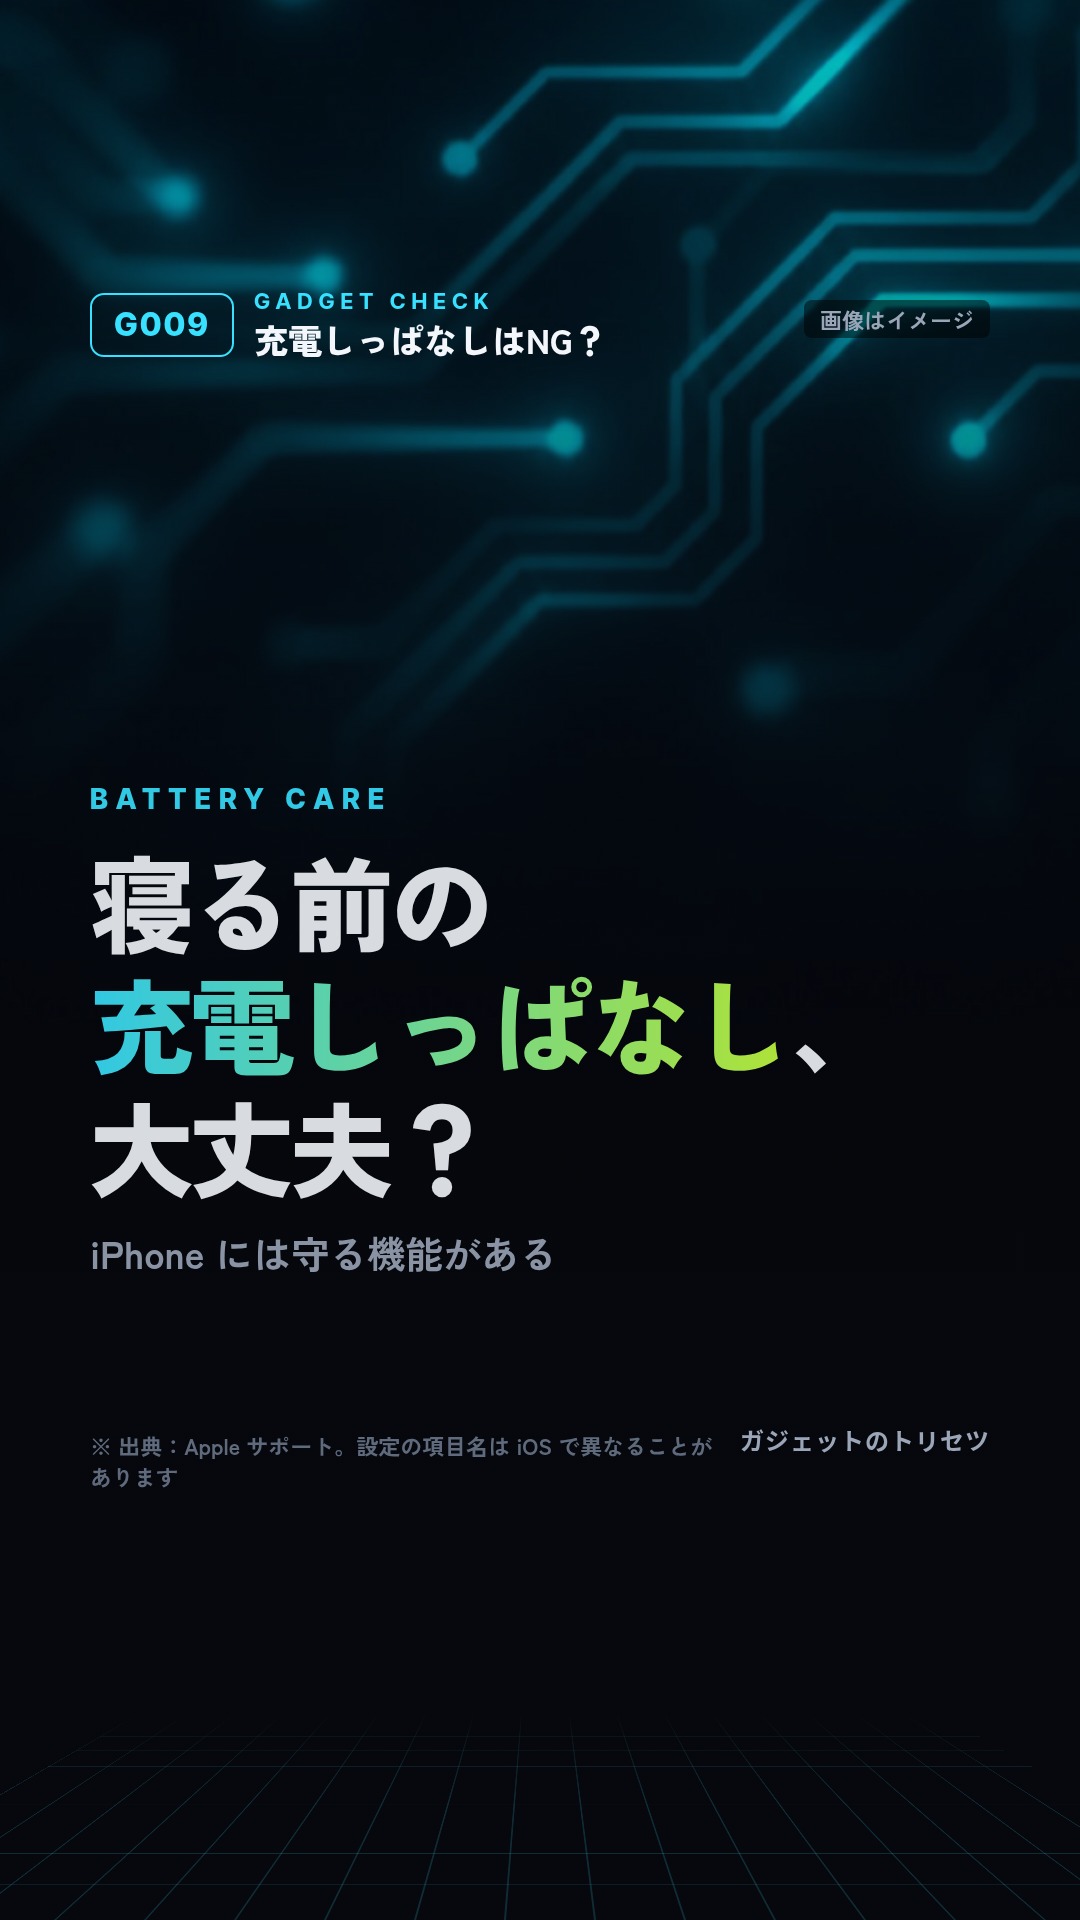 G009
GADGET CHECK
充電しっぱなしはNG？
画像はイメージ
BATTERY CARE
寝る前の
充電しっぱなし、
大丈夫？
iPhone には守る機能がある
※ 出典：Apple サポート。設定の項目名は iOS で異なることが
あります
ガジェットのトリセツ